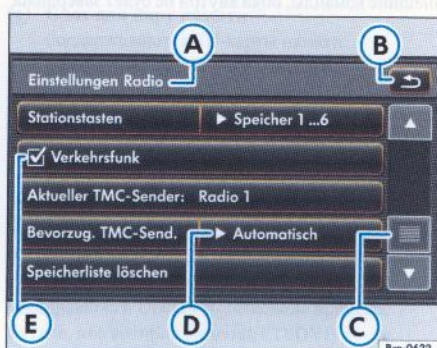 A
B
Einstellungen Radio
Stationstasten ▶ Speicher 1 ...6
Verkehrsfunk
Aktueller TMC-Sender: Radio 1
Bevorzug. TMC-Send. ▶ Automatisch
Speicherliste löschen
E
D
C